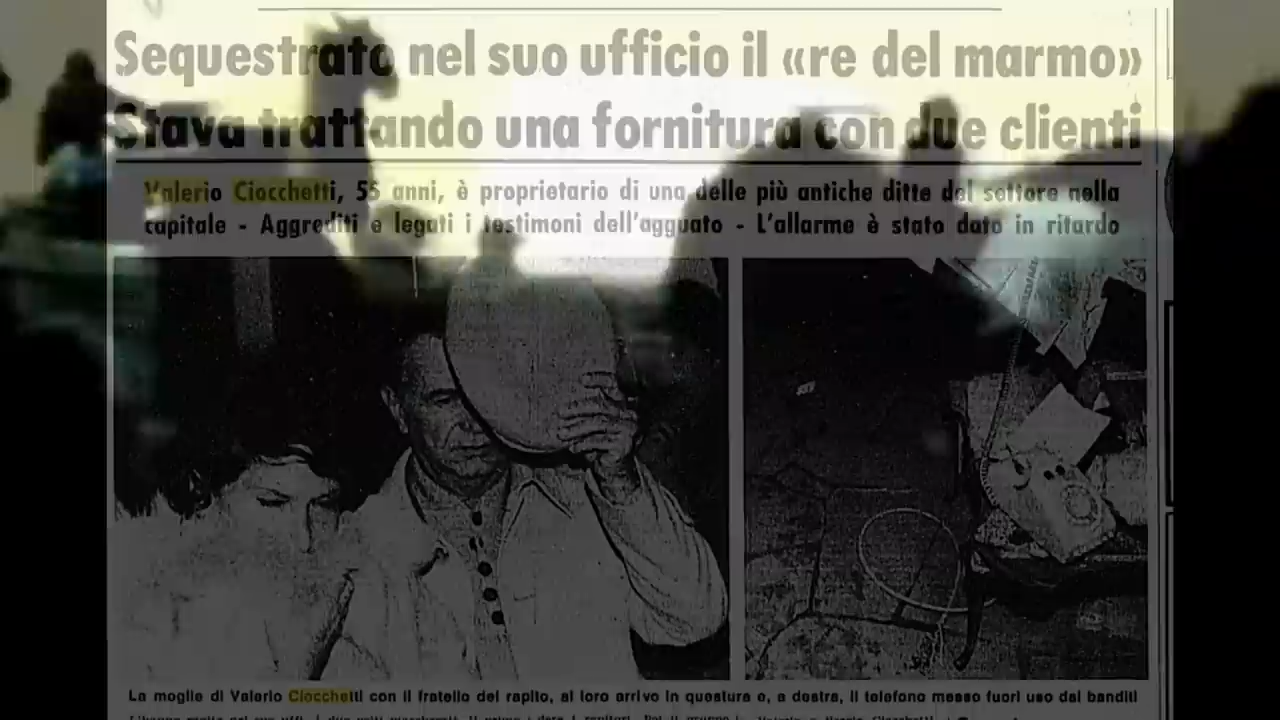 Sequestrato nel suo ufficio il «re del marmo»
Stava trattando una fornitura con due clienti
Valerio Ciocchetti, 55 anni, è proprietario di una delle più antiche ditte del settore nella
capitale - Aggrediti e legati i testimoni dell'agguato - L'allarme è stato dato in ritardo
La moglie di Valerio Ciocchetti con il fratello del rapito, al loro arrivo in questura e, a destra, il telefono messo fuori uso dai banditi